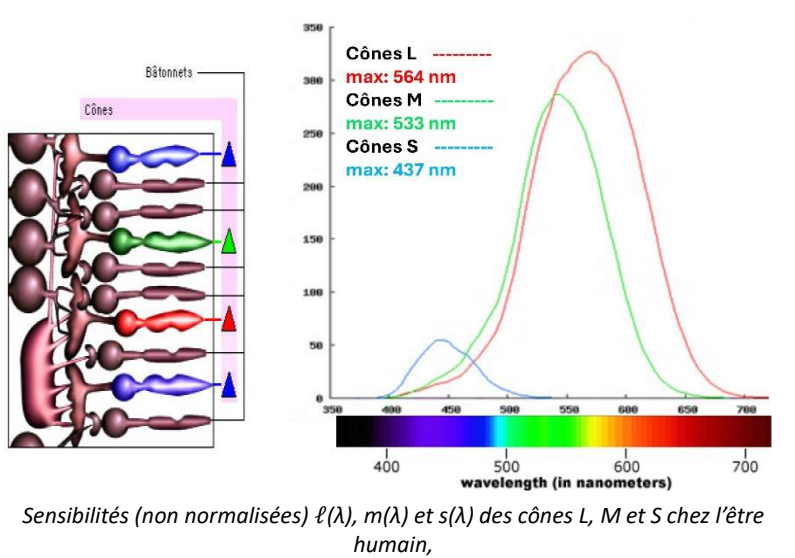 Bâtonnets
Cônes
350
300
250
200
150
100
50
0
Cônes L ----------
max: 564 nm
Cônes M ----------
max: 533 nm
Cônes S ----------
max: 437 nm
350 400 450 500 550 600 650 700
400 500 600 700
wavelength (in nanometers)
Sensibilités (non normalisées) ℓ(λ), m(λ) et s(λ) des cônes L, M et S chez l’être
humain,